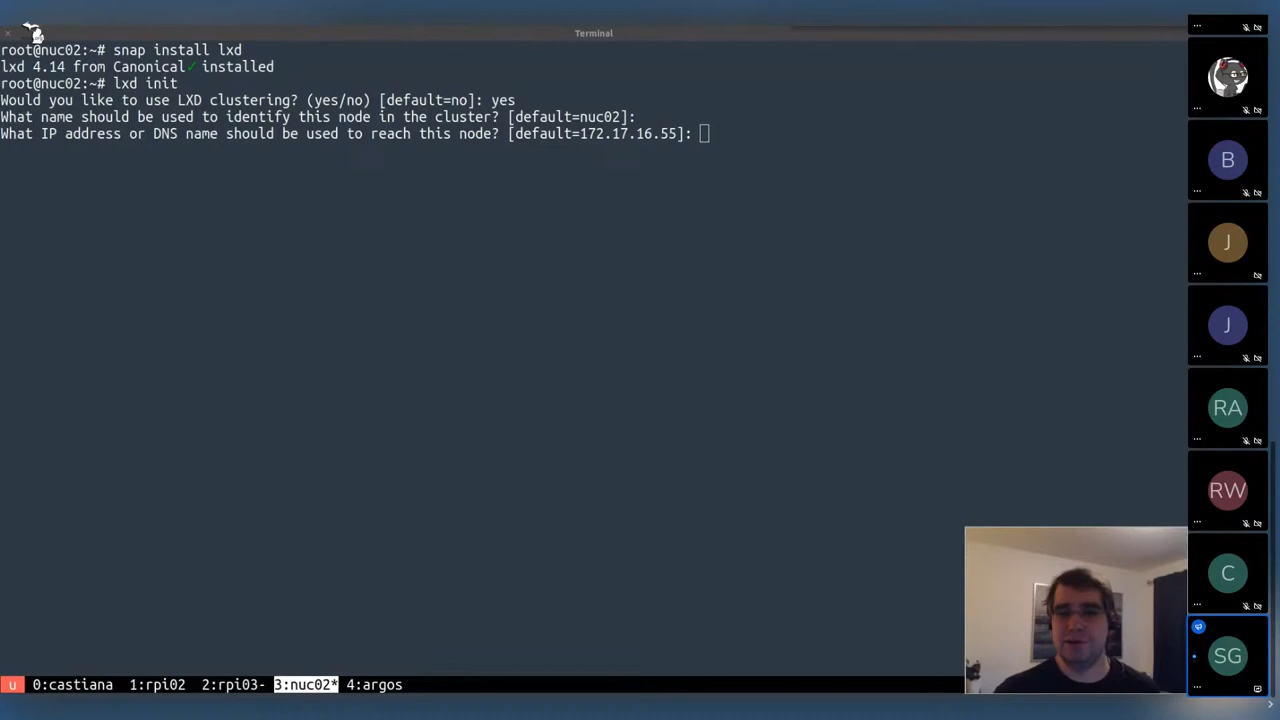 Terminal
root@nuc02:~# snap install lxd
lxd 4.14 from Canonical✓ installed
root@nuc02:~# lxd init
Would you like to use LXD clustering? (yes/no) [default=no]: yes
What name should be used to identify this node in the cluster? [default=nuc02]:
What IP address or DNS name should be used to reach this node? [default=172.17.16.55]:
B
J
J
RA
RW
C
SG
u 0:castiana 1:rpi02 2:rpi03- 3:nuc02* 4:argos